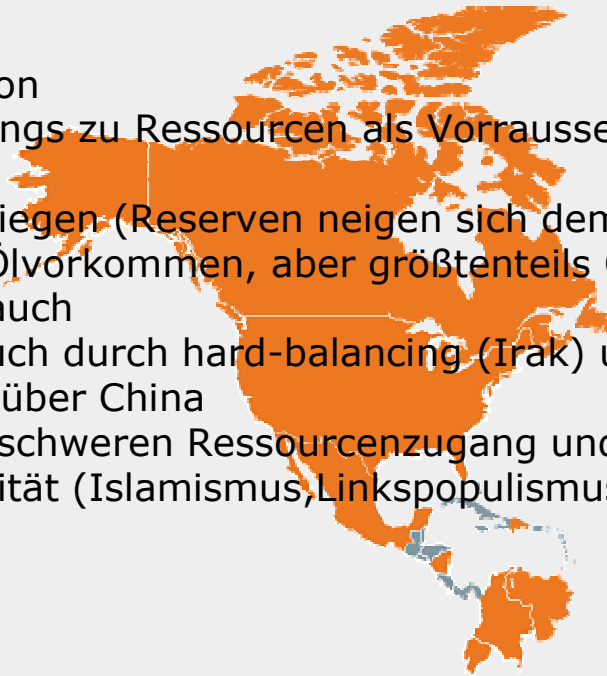 on
ngs zu Ressourcen als Vorrausse
iegen (Reserven neigen sich dem
Ölvorkommen, aber größtenteils
auch
uch durch hard-balancing (Irak) u
über China
schweren Ressourcenzugang und
ität (Islamismus,Linkspopulismus